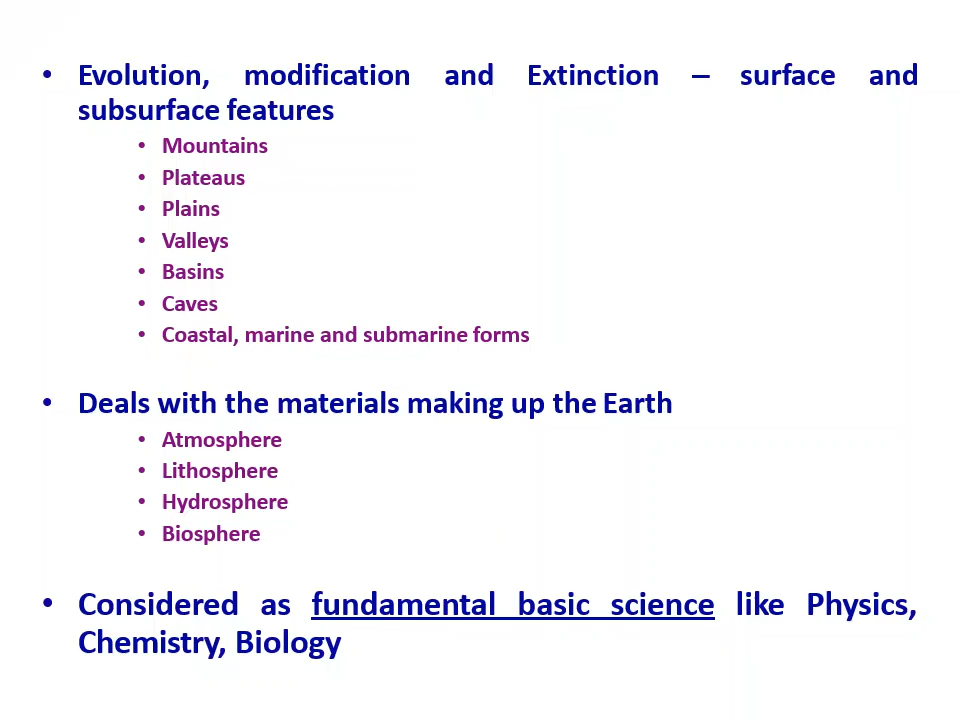 • Evolution, modification and Extinction – surface and
subsurface features
• Mountains
• Plateaus
• Plains
• Valleys
• Basins
• Caves
• Coastal, marine and submarine forms
• Deals with the materials making up the Earth
• Atmosphere
• Lithosphere
• Hydrosphere
• Biosphere
• Considered as fundamental basic science like Physics,
Chemistry, Biology